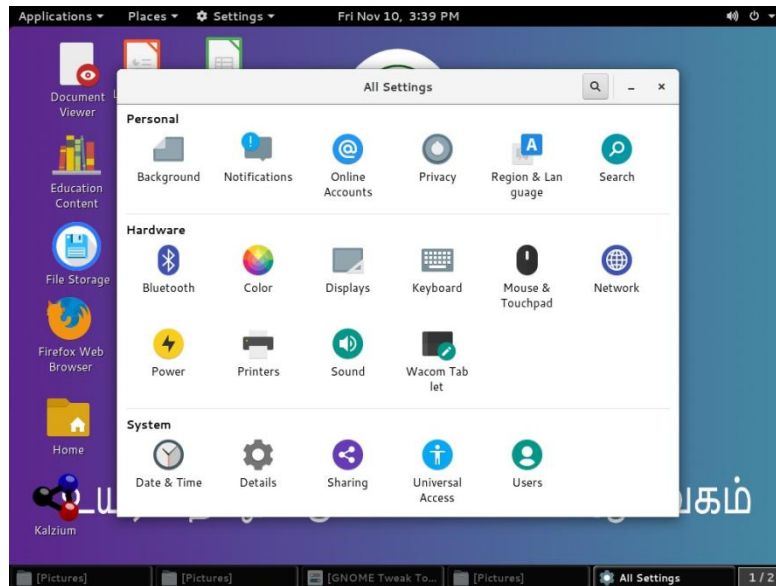 Applications Places Settings Fri Nov 10, 3:39 PM
Document
Viewer
Education
Content
File Storage
Firefox Web
Browser
Home
Kalzium
All Settings
Personal
Background Notifications Online Accounts Privacy Region & Lan guage Search
Hardware
Bluetooth Color Displays Keyboard Mouse & Touchpad Network
Power Printers Sound Wacom Tab let
System
Date & Time Details Sharing Universal Access Users
[Pictures] [Pictures] [GNOME Tweak To... [Pictures] All Settings 1 / 2